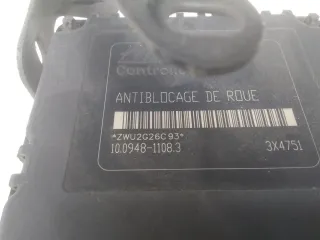 ANTIBLOCAGE DE ROUE
*ZWU2G26C93*
10.0948-1108.3 3X4751